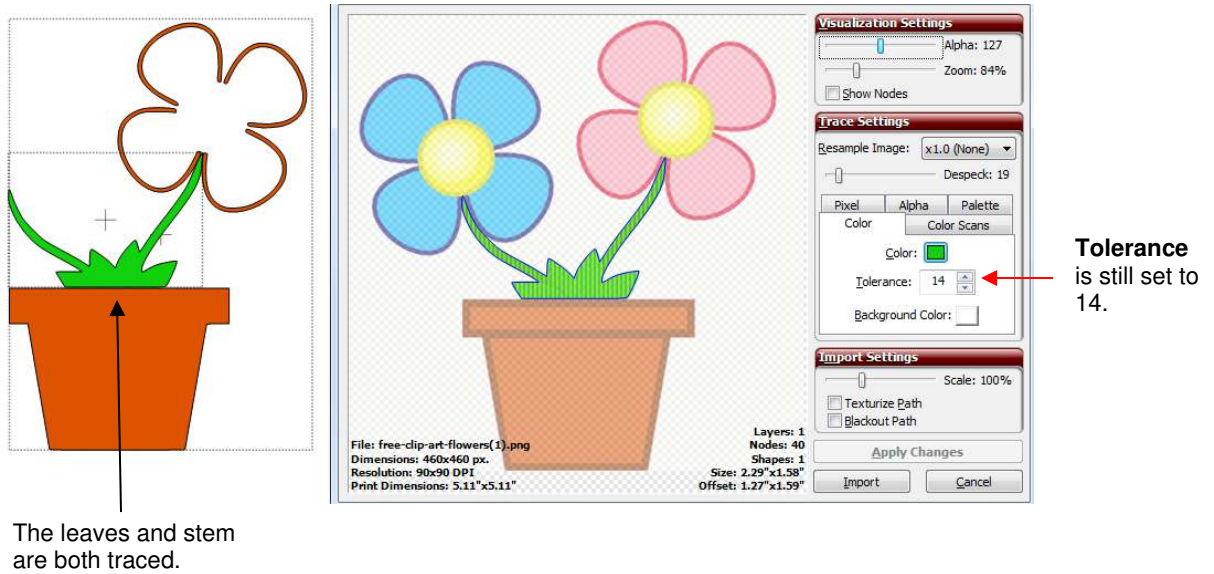 Visualization Settings
Alpha: 127
Zoom: 84%
Show Nodes
Trace Settings
Resample Image: x1.0 (None)
Despeck: 19
Pixel Alpha Palette
Color Color Scans
Color:
Tolerance: 14
Background Color:
Import Settings
Scale: 100%
Texturize Path
Blackout Path
Apply Changes
Import Cancel
File: free-clip-art-flowers(1).png
Dimensions: 460x460 px.
Resolution: 90x90 DPI
Print Dimensions: 5.11"x5.11"
Layers: 1
Nodes: 40
Shapes: 1
Size: 2.29"x1.58"
Offset: 1.27"x1.59"
Tolerance
is still set to
14.
The leaves and stem
are both traced.